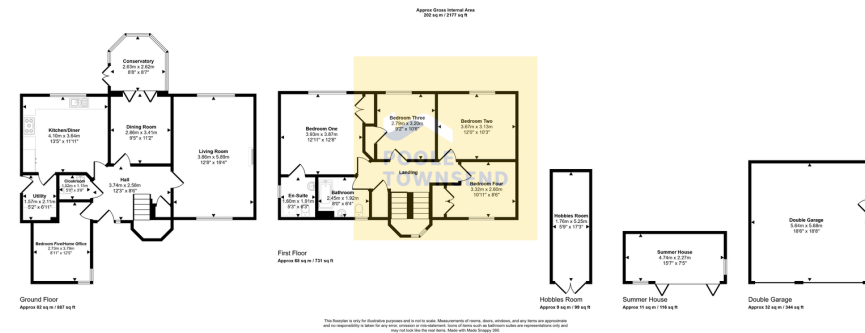 Approx Gross Internal Area
202 sq m / 2177 sq ft
Conservatory
2.63m x 2.62m
8'8" x 8'7"
Kitchen/Diner
4.10m x 3.64m
13'5" x 11'11"
Dining Room
2.86m x 3.41m
9'5" x 11'2"
Living Room
3.86m x 5.89m
12'8" x 19'4"
Hall
3.74m x 2.58m
12'3" x 8'6"
Cloakroom
Utility
1.57m x 2.11m
5'2" x 6'11"
Bedroom Five/Home Office
2.73m x 3.79m
8'11" x 12'5"
Ground Floor
Approx 82 sq m / 887 sq ft
Bedroom One
3.93m x 3.87m
12'11" x 12'8"
Bedroom Three
2.79m x 3.20m
9'2" x 10'6"
Bedroom Two
3.67m x 3.13m
12'0" x 10'3"
POOLE
TOWNSEND
Landing
En-Suite
1.60m x 1.91m
5'3" x 6'3"
Bathroom
2.45m x 1.92m
8'0" x 6'4"
Bedroom Four
3.32m x 2.60m
10'11" x 8'6"
First Floor
Approx 68 sq m / 731 sq ft
Hobbles Room
1.76m x 5.25m
5'9" x 17'3"
Hobbles Room
Approx 9 sq m / 99 sq ft
Summer House
4.74m x 2.27m
15'7" x 7'5"
Summer House
Approx 11 sq m / 116 sq ft
Double Garage
5.64m x 5.68m
18'6" x 18'8"
Double Garage
Approx 32 sq m / 344 sq ft
This floorplan is only for illustrative purposes and is not to scale. Measurements of rooms, doors, windows, and any items are approximate
and no responsibility is taken for any error, omission or mis-statement. Icons of items such as bathroom suites are representations only and
may not look like the real items. Made with Made Snappy 360.